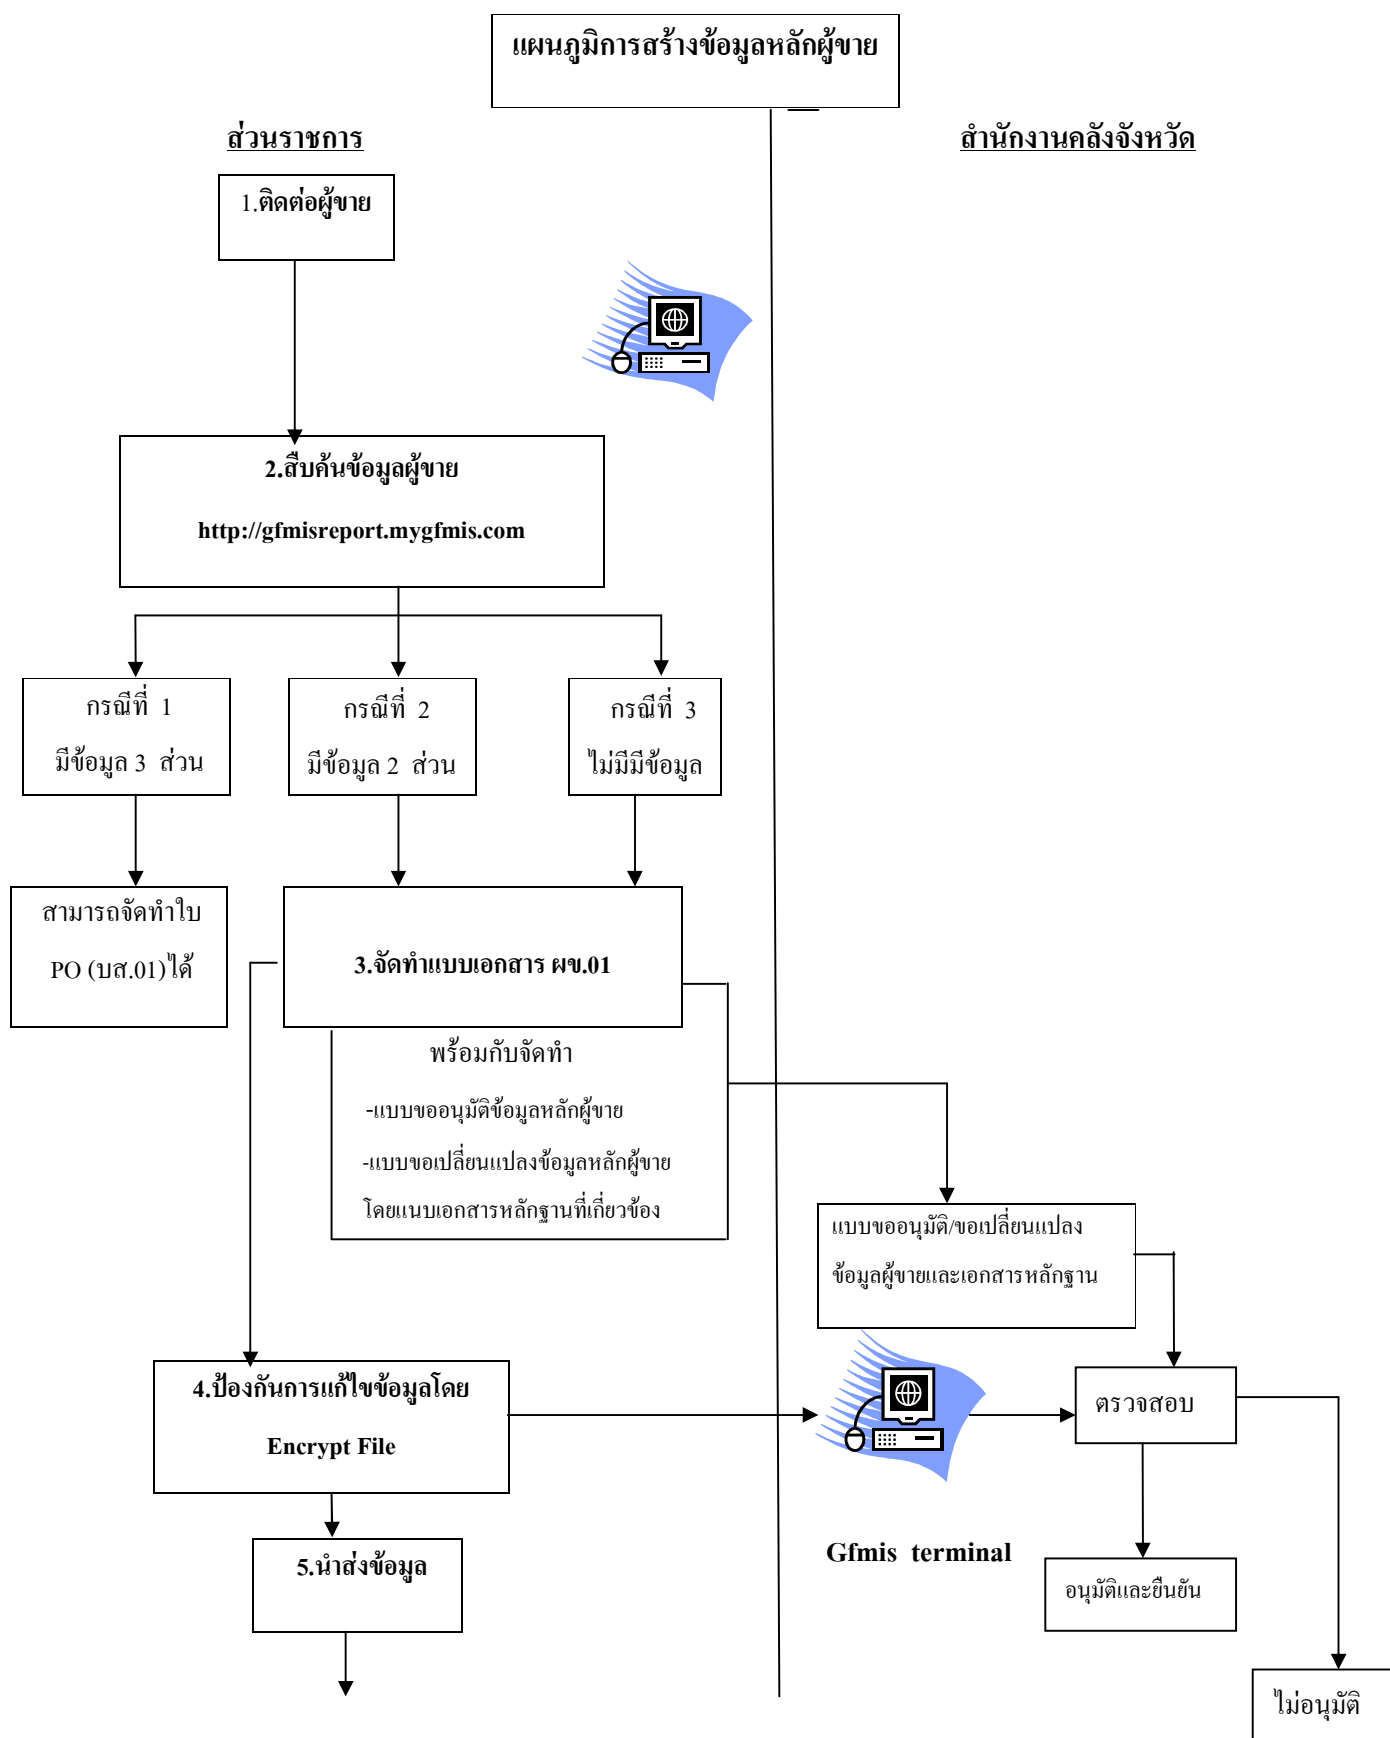 แผนภูมิการสร้างข้อมูลหลักผู้ขาย
ส่วนราชการ
สำนักงานคลังจังหวัด
1.ติดต่อผู้ขาย
2.สืบค้นข้อมูลผู้ขาย
http://gfmisreport.mygfmis.com
กรณีที่ 1
มีข้อมูล 3 ส่วน
กรณีที่ 2
มีข้อมูล 2 ส่วน
กรณีที่ 3
ไม่มีมีข้อมูล
สามารถจัดทำใบ
PO (บส.01)ได้
3.จัดทำแบบเอกสาร ผข.01
พร้อมกับจัดทำ
-แบบขออนุมัติข้อมูลหลักผู้ขาย
-แบบขอเปลี่ยนแปลงข้อมูลหลักผู้ขาย
โดยแนบเอกสารหลักฐานที่เกี่ยวข้อง
แบบขออนุมัติ/ขอเปลี่ยนแปลง
ข้อมูลผู้ขายและเอกสารหลักฐาน
4.ป้องกันการแก้ไขข้อมูลโดย
Encrypt File
ตรวจสอบ
Gfmis terminal
5.นำส่งข้อมูล
อนุมัติและยืนยัน
ไม่อนุมัติ